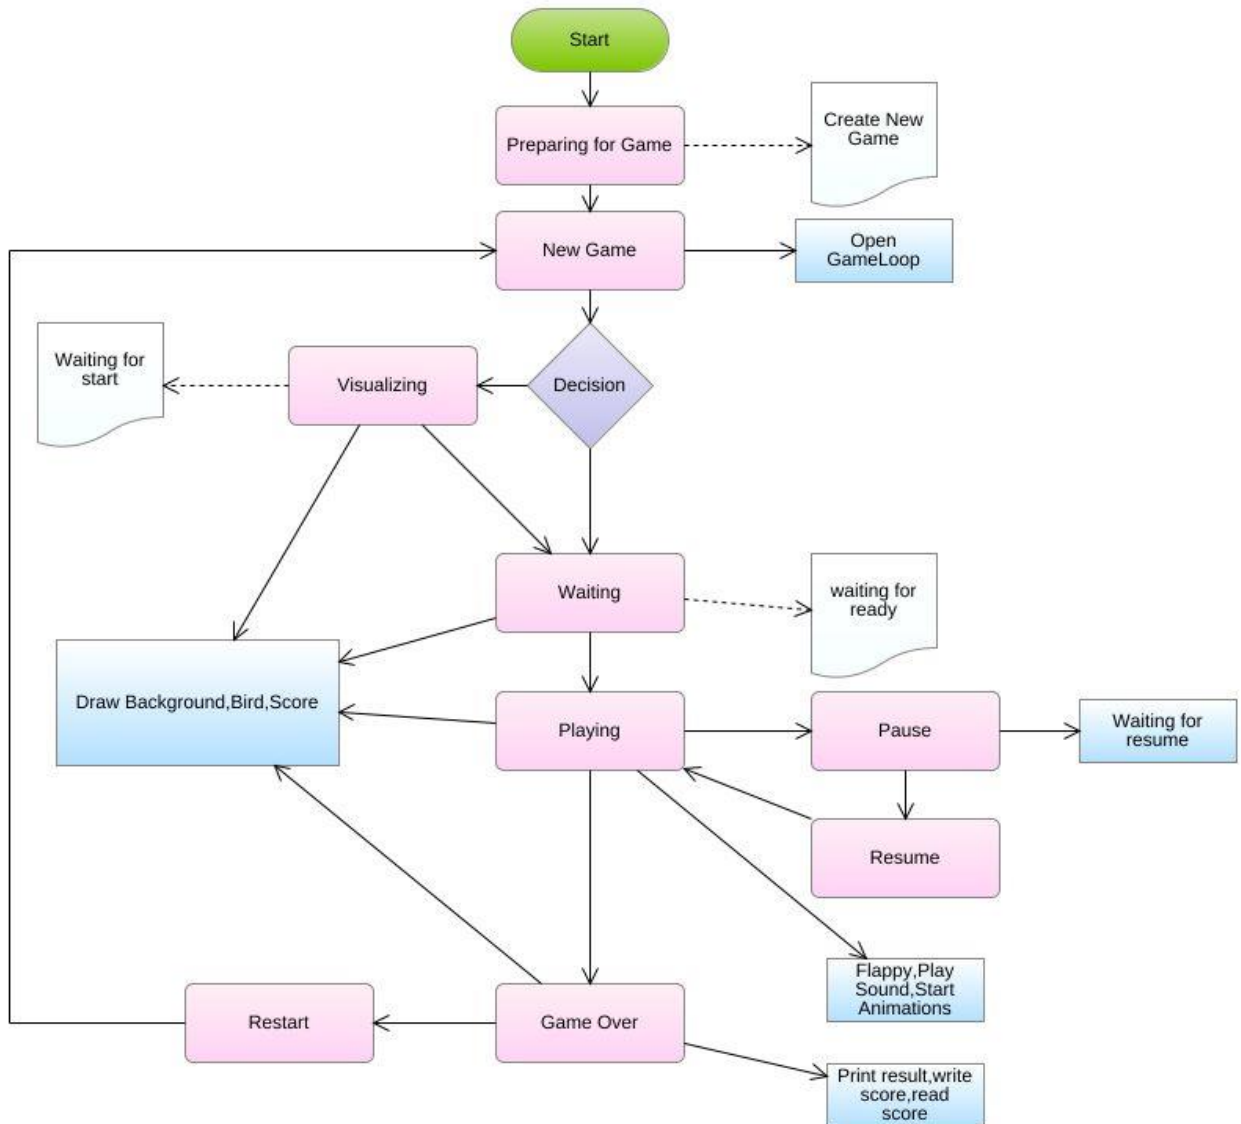 Start
Preparing for Game
Create New
Game
New Game
Open
GameLoop
Waiting for
start
Visualizing
Decision
Waiting
waiting for
ready
Draw Background,Bird,Score
Playing
Pause
Waiting for
resume
Resume
Flappy,Play
Sound,Start
Animations
Restart
Game Over
Print result,write
score,read
score